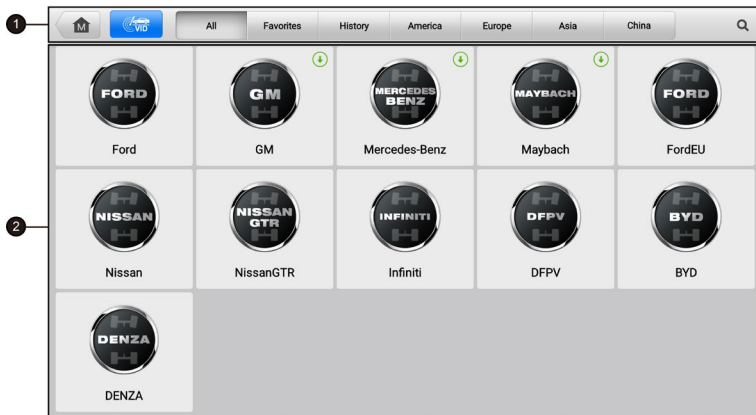 1
M
VID
All
Favorites
History
America
Europe
Asia
China
FORD
GM
MERCEDES
BENZ
MAYBACH
FORD
Ford
GM
Mercedes-Benz
Maybach
FordEU
2
NISSAN
NISSAN
GTR
INFINITI
DFPV
BYD
Nissan
NissanGTR
Infiniti
DFPV
BYD
DENZA
DENZA